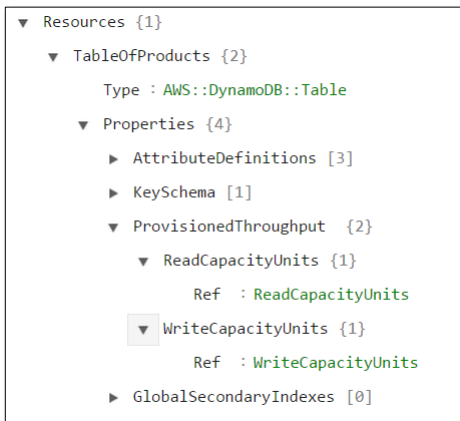 Resources {1}
TableOfProducts {2}
Type : AWS::DynamoDB::Table
Properties {4}
AttributeDefinitions [3]
KeySchema [1]
ProvisionedThroughput {2}
ReadCapacityUnits {1}
Ref : ReadCapacityUnits
WriteCapacityUnits {1}
Ref : WriteCapacityUnits
GlobalSecondaryIndexes [0]